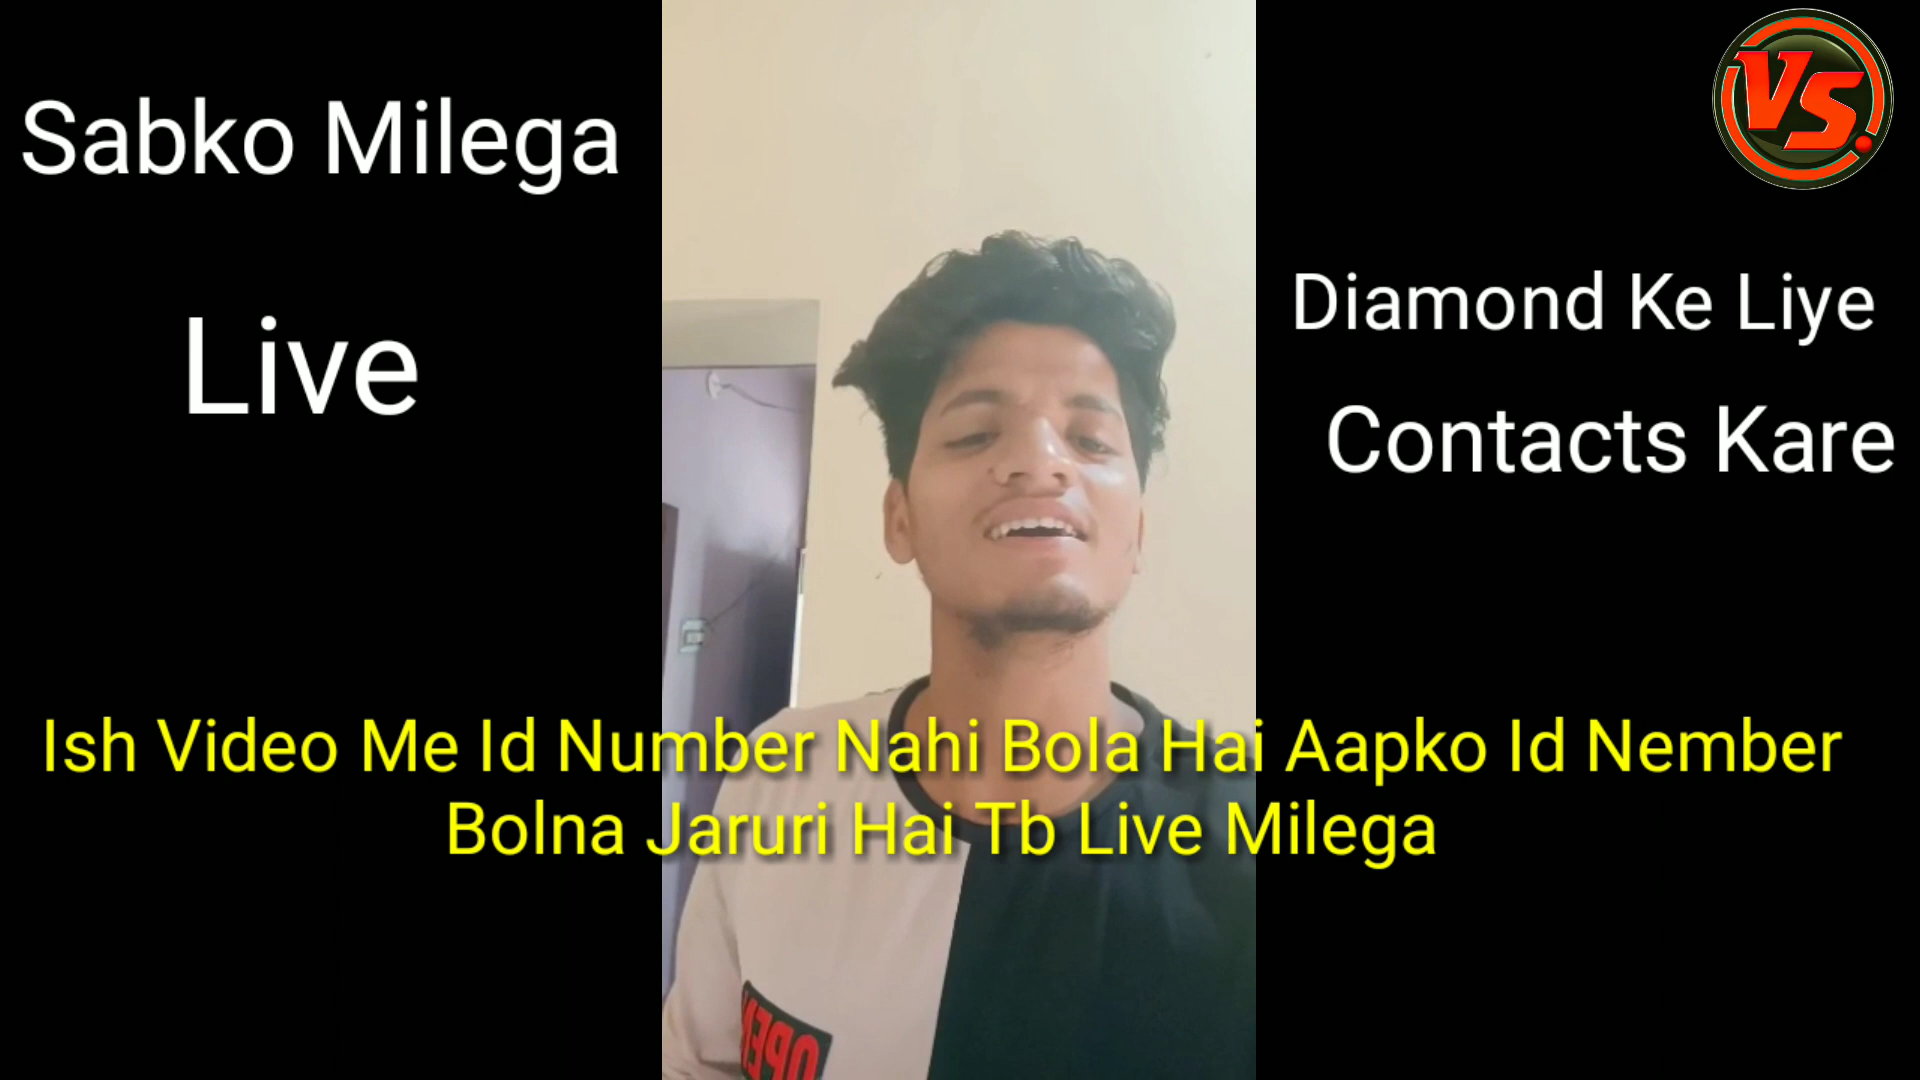 Sabko Milega
Live
VS.
Diamond Ke Liye
Contacts Kare
Ish Video Me Id Number Nahi Bola Hai Aapko Id Nember
Bolna Jaruri Hai Tb Live Milega
OPEN